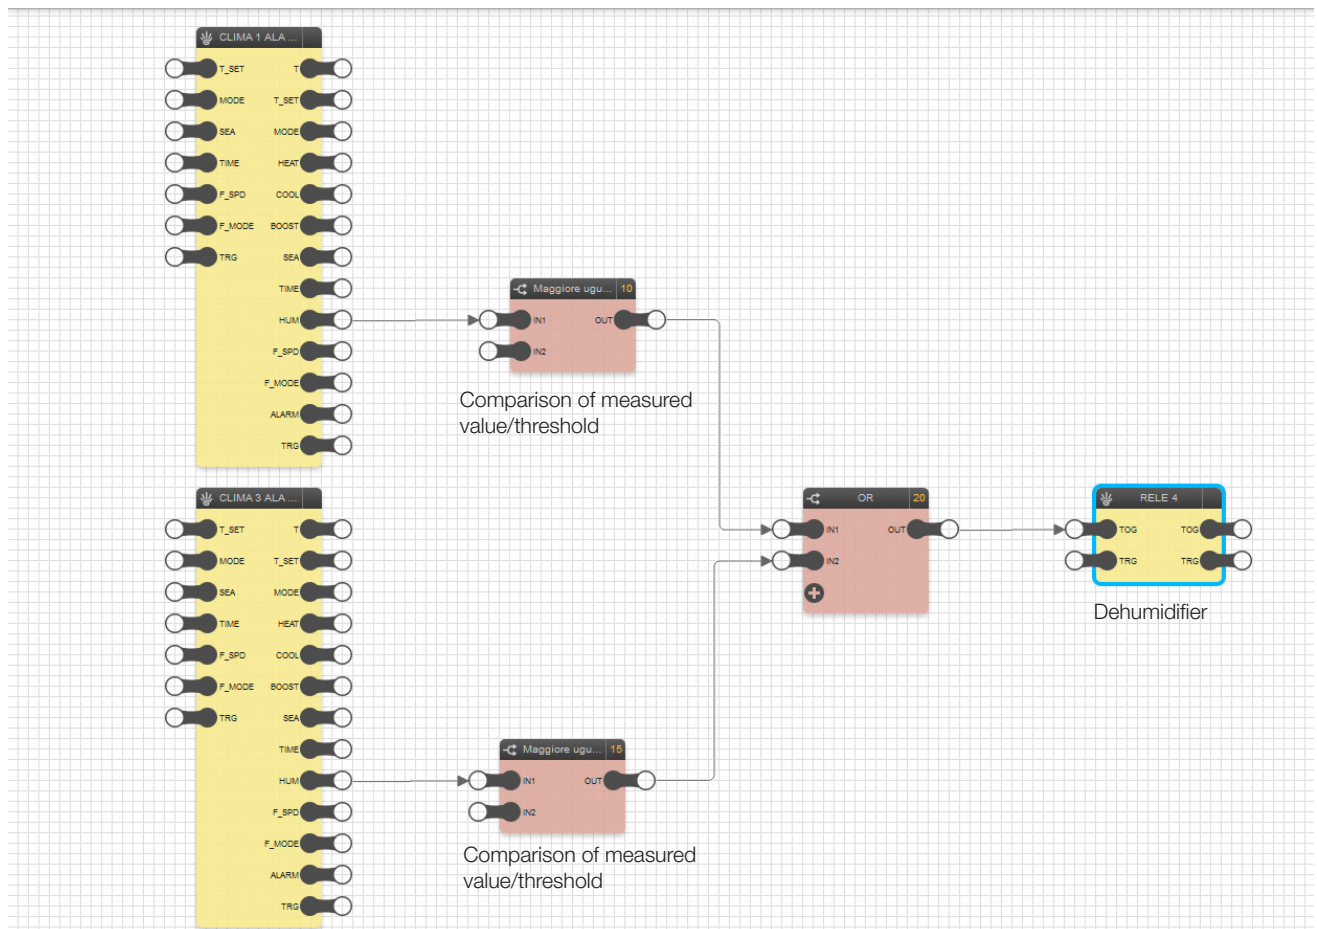 CLIMA 1 ALA ...
T_SET T
MODE T_SET
SEA MODE
TIME HEAT
F_SPD COOL
F_MODE BOOST
TRG SEA
TIME
HUM
F_SPD
F_MODE
ALARM
TRG
Maggiore ugu... 10
IN1 OUT
IN2
Comparison of measured
value/threshold
CLIMA 3 ALA ...
T_SET T
MODE T_SET
SEA MODE
TIME HEAT
F_SPD COOL
F_MODE BOOST
TRG SEA
TIME
HUM
F_SPD
F_MODE
ALARM
TRG
Maggiore ugu... 15
IN1 OUT
IN2
Comparison of measured
value/threshold
OR 20
IN1 OUT
IN2
RELE 4
TOG TOG
TRG TRG
Dehumidifier